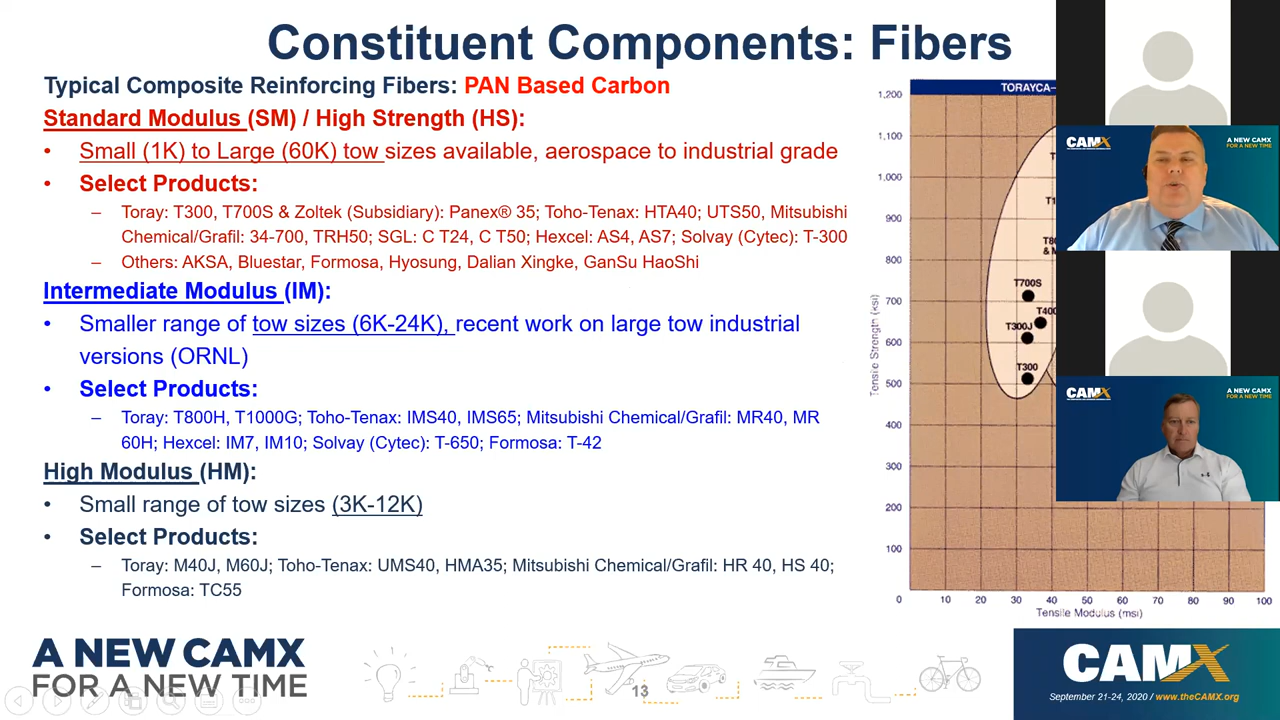 Constituent Components: Fibers
Typical Composite Reinforcing Fibers: PAN Based Carbon
Standard Modulus (SM) / High Strength (HS):
• Small (1K) to Large (60K) tow sizes available, aerospace to industrial grade
• Select Products:
– Toray: T300, T700S & Zoltek (Subsidiary): Panex® 35; Toho-Tenax: HTA40; UTS50, Mitsubishi
Chemical/Grafil: 34-700, TRH50; SGL: C T24, C T50; Hexcel: AS4, AS7; Solvay (Cytec): T-300
– Others: AKSA, Bluestar, Formosa, Hyosung, Dalian Xingke, GanSu HaoShi
Intermediate Modulus (IM):
• Smaller range of tow sizes (6K-24K), recent work on large tow industrial
versions (ORNL)
• Select Products:
– Toray: T800H, T1000G; Toho-Tenax: IMS40, IMS65; Mitsubishi Chemical/Grafil: MR40, MR
60H; Hexcel: IM7, IM10; Solvay (Cytec): T-650; Formosa: T-42
High Modulus (HM):
• Small range of tow sizes (3K-12K)
• Select Products:
– Toray: M40J, M60J; Toho-Tenax: UMS40, HMA35; Mitsubishi Chemical/Grafil: HR 40, HS 40;
Formosa: TC55
TORAYCA
1,200
1,100
1,000
900
800
700
600
500
400
300
200
100
0
Tensile Strength (ksi)
T700S
T300J
T300
10 20 30 40 50 60 70 80 90 100
Tensile Modulus (msi)
CAMX
A NEW CAMX
FOR A NEW TIME
CAMX
A NEW CAMX
FOR A NEW TIME
A NEW CAMX
FOR A NEW TIME
13
CAMX
September 21-24, 2020 / www.theCAMX.org